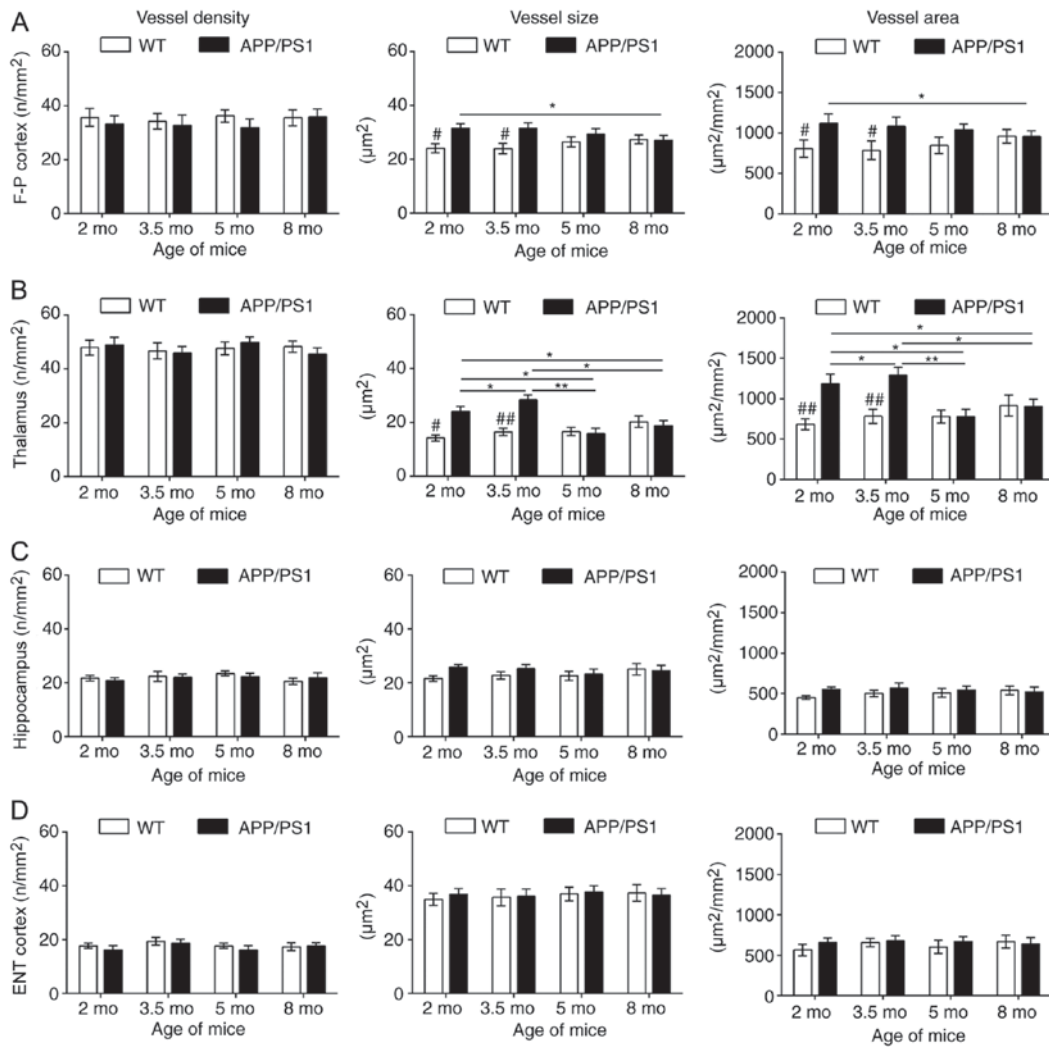 A
Vessel density
Vessel size
Vessel area
WT APP/PS1
F-P cortex (n/mm²)
60
40
20
0
2 mo 3.5 mo 5 mo 8 mo
Age of mice
WT APP/PS1
(µm²)
60
40
20
0
*
# #
2 mo 3.5 mo 5 mo 8 mo
Age of mice
WT APP/PS1
(µm²/mm²)
2000
1500
1000
500
0
*
# #
2 mo 3.5 mo 5 mo 8 mo
Age of mice
B
WT APP/PS1
Thalamus (n/mm²)
60
40
20
0
2 mo 3.5 mo 5 mo 8 mo
Age of mice
WT APP/PS1
(µm²)
60
40
20
0
*
* *
* **
# ##
2 mo 3.5 mo 5 mo 8 mo
Age of mice
WT APP/PS1
(µm²/mm²)
2000
1500
1000
500
0
*
* *
* **
## ##
2 mo 3.5 mo 5 mo 8 mo
Age of mice
C
WT APP/PS1
Hippocampus (n/mm²)
60
40
20
0
2 mo 3.5 mo 5 mo 8 mo
Age of mice
WT APP/PS1
(µm²)
60
40
20
0
2 mo 3.5 mo 5 mo 8 mo
Age of mice
WT APP/PS1
(µm²/mm²)
2000
1500
1000
500
0
2 mo 3.5 mo 5 mo 8 mo
Age of mice
D
WT APP/PS1
ENT cortex (n/mm²)
60
40
20
0
2 mo 3.5 mo 5 mo 8 mo
Age of mice
WT APP/PS1
(µm²)
60
40
20
0
2 mo 3.5 mo 5 mo 8 mo
Age of mice
WT APP/PS1
(µm²/mm²)
2000
1500
1000
500
0
2 mo 3.5 mo 5 mo 8 mo
Age of mice